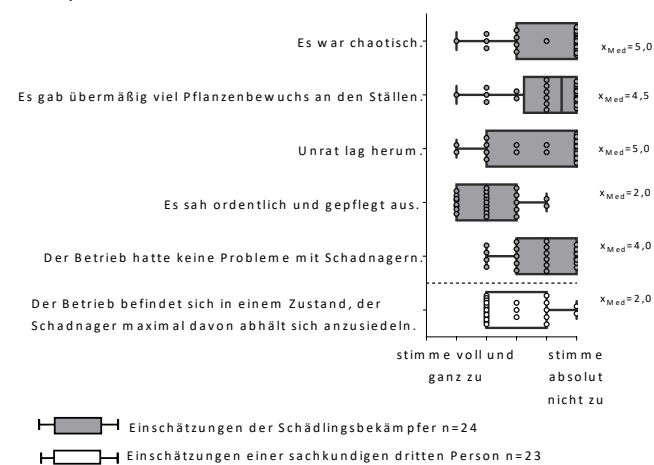 Es war chaotisch.
x Med=5,0
Es gab übermäßig viel Pflanzenbewuchs an den Ställen.
x Med=4,5
Unrat lag herum.
x Med=5,0
Es sah ordentlich und gepflegt aus.
x Med=2,0
Der Betrieb hatte keine Probleme mit Schadnagern.
x Med=4,0
Der Betrieb befindet sich in einem Zustand, der
Schadnager maximal davon abhält sich anzusiedeln.
x Med=2,0
stimme voll und
ganz zu
stimme
absolut
nicht zu
Einschätzungen der Schädlingsbekämpfer n=24
Einschätzungen einer sachkundigen dritten Person n=23